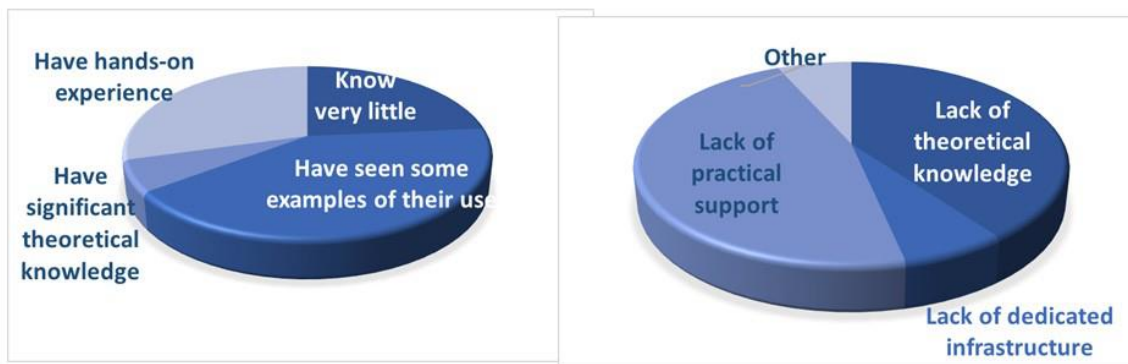 Have hands-on
experience
Know
very little
Have seen some
examples of their use
Have
significant
theoretical
knowledge
Other
Lack of
theoretical
knowledge
Lack of
practical
support
Lack of dedicated
infrastructure